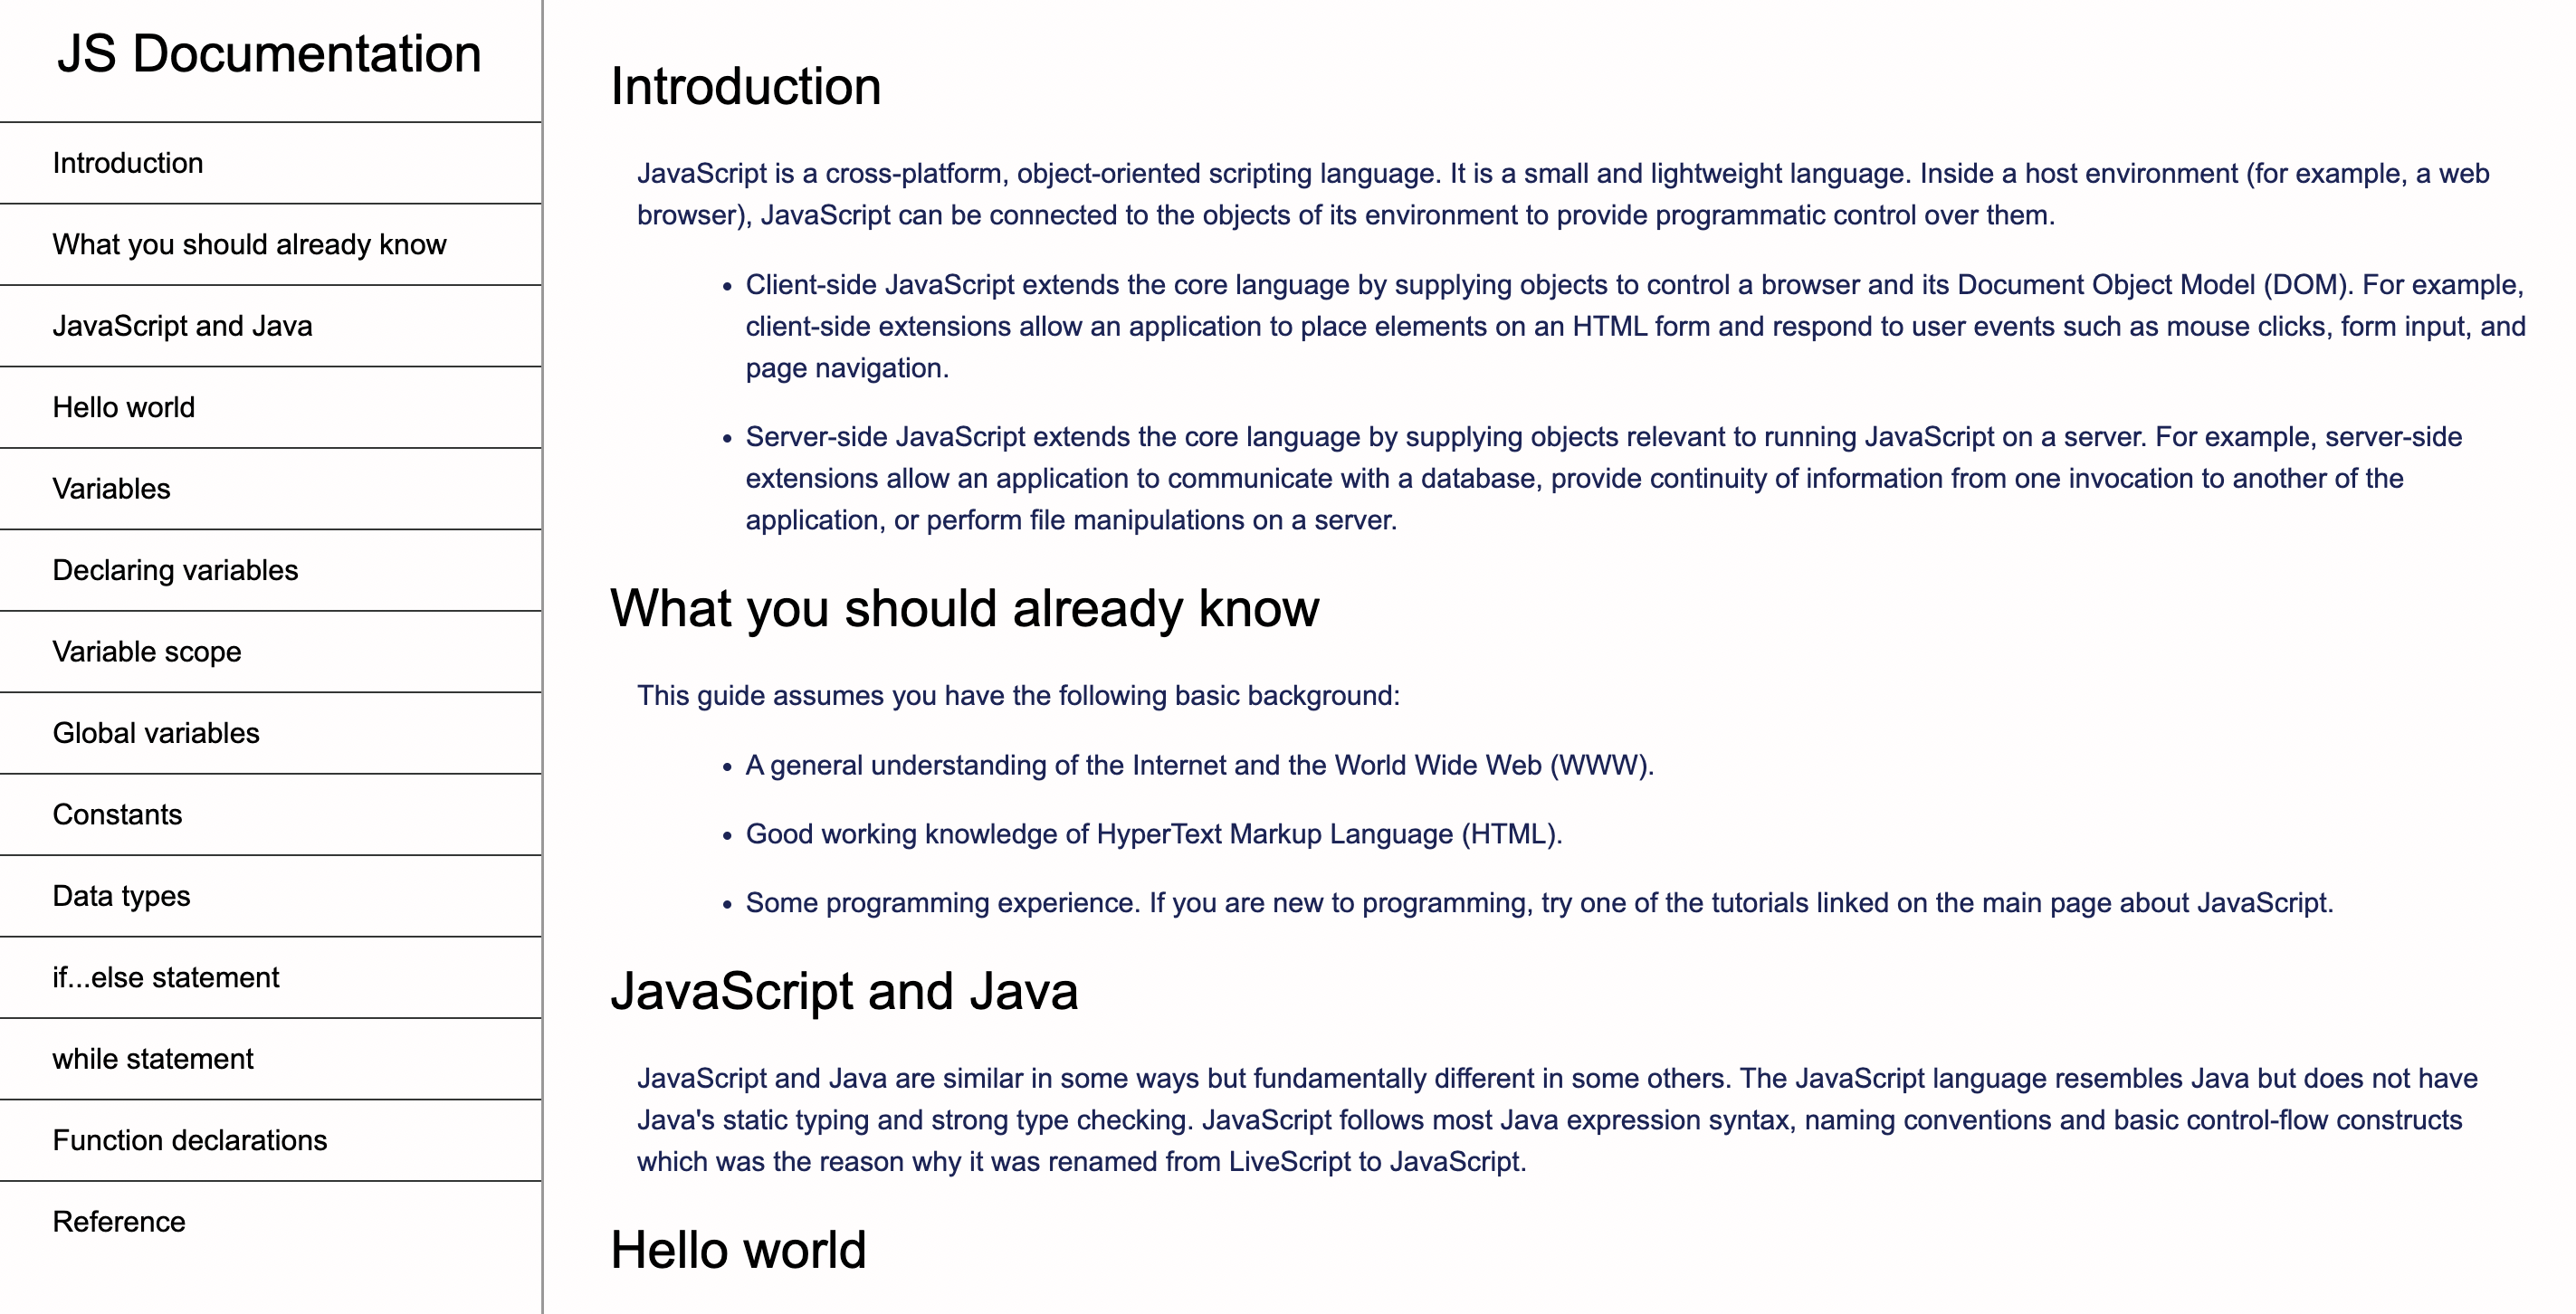 JS Documentation
Introduction
What you should already know
JavaScript and Java
Hello world
Variables
Declaring variables
Variable scope
Global variables
Constants
Data types
if...else statement
while statement
Function declarations
Reference
Introduction
JavaScript is a cross-platform, object-oriented scripting language. It is a small and lightweight language. Inside a host environment (for example, a web
browser), JavaScript can be connected to the objects of its environment to provide programmatic control over them.
• Client-side JavaScript extends the core language by supplying objects to control a browser and its Document Object Model (DOM). For example,
client-side extensions allow an application to place elements on an HTML form and respond to user events such as mouse clicks, form input, and
page navigation.
• Server-side JavaScript extends the core language by supplying objects relevant to running JavaScript on a server. For example, server-side
extensions allow an application to communicate with a database, provide continuity of information from one invocation to another of the
application, or perform file manipulations on a server.
What you should already know
This guide assumes you have the following basic background:
• A general understanding of the Internet and the World Wide Web (WWW).
• Good working knowledge of HyperText Markup Language (HTML).
• Some programming experience. If you are new to programming, try one of the tutorials linked on the main page about JavaScript.
JavaScript and Java
JavaScript and Java are similar in some ways but fundamentally different in some others. The JavaScript language resembles Java but does not have
Java's static typing and strong type checking. JavaScript follows most Java expression syntax, naming conventions and basic control-flow constructs
which was the reason why it was renamed from LiveScript to JavaScript.
Hello world